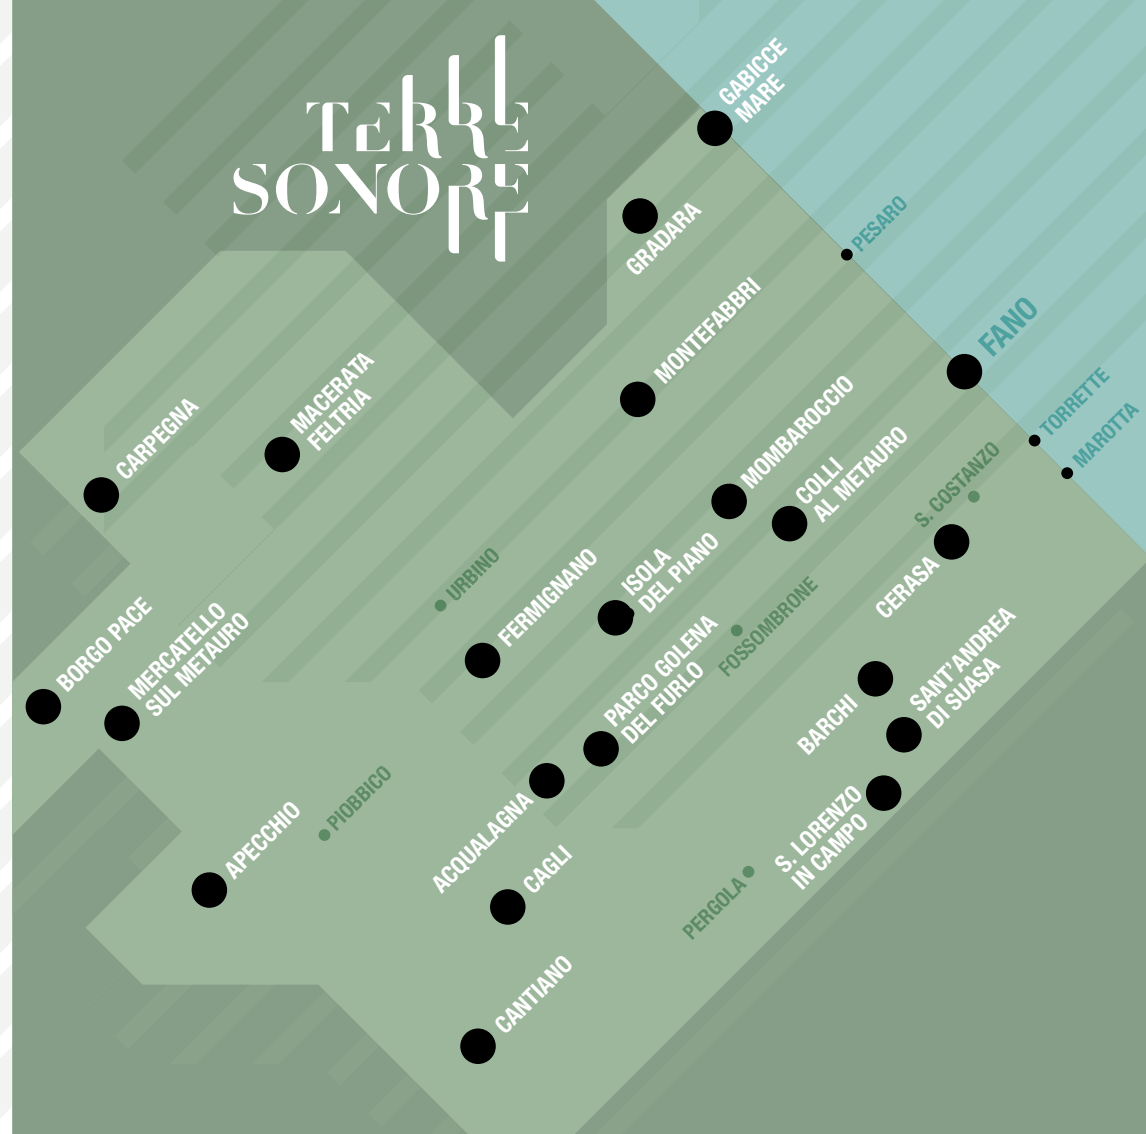 TERRE
SONORE
GABICCE
MARE
GRADARA
PESARO
MONTEFABBRI
FANO
MACERATA
FELTRIA
CARPEGNA
TORRETTE
MAROTTA
MOMBAROCCIO
COLLI
AL METAURO
S. COSTANZO
CERASA
URBINO
FERMIGNANO
ISOLA
DEL PIANO
FOSSOMBRONE
BORGO PACE
MERCATELLO
SUL METAURO
PARCO GOLENA
DEL FURLO
BARCHI
SANT'ANDREA
DI SUASA
ACQUALAGNA
PIOBBICO
APECCHIO
S. LORENZO
IN CAMPO
CAGLI
PERGOLA
CANTIANO